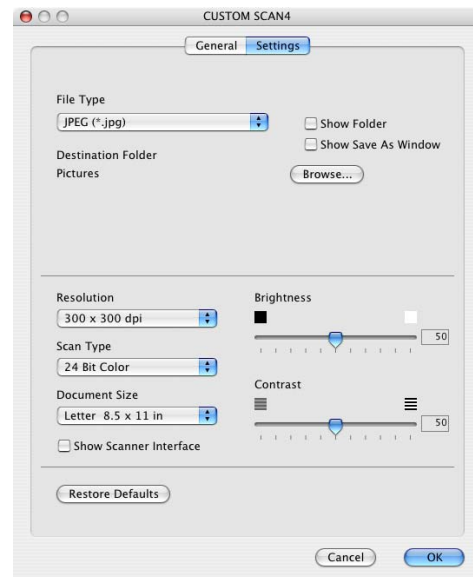 CUSTOM SCAN4
General Settings
File Type
JPEG (*.jpg)
Show Folder
Show Save As Window
Destination Folder
Pictures
Browse...
Resolution
300 x 300 dpi
Scan Type
24 Bit Color
Document Size
Letter 8.5 x 11 in
Show Scanner Interface
Brightness
50
Contrast
50
Restore Defaults
Cancel OK